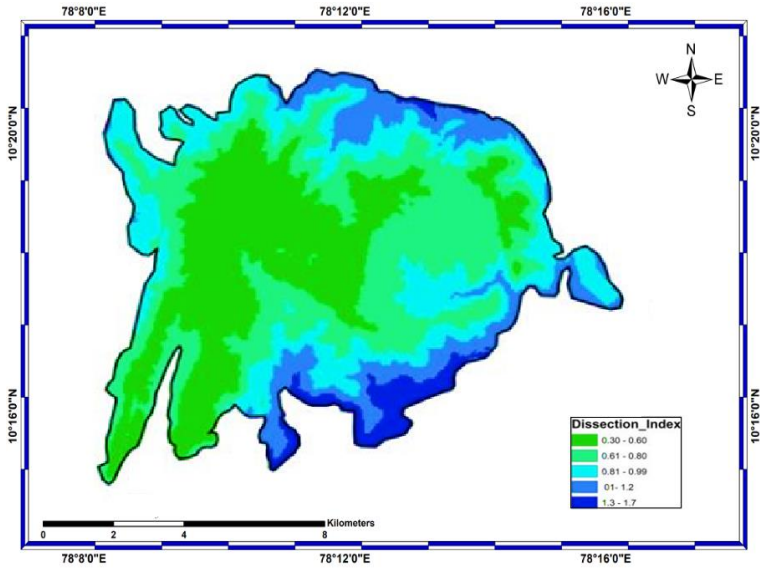 78°8'0"E 78°12'0"E 78°16'0"E
N
W E
S
10°20'0"N 10°20'0"N
10°16'0"N 10°16'0"N
Dissection_Index
0.30 - 0.60
0.61 - 0.80
0.81 - 0.99
01- 1.2
1.3 - 1.7
Kilometers
0 2 4 8
78°8'0"E 78°12'0"E 78°16'0"E